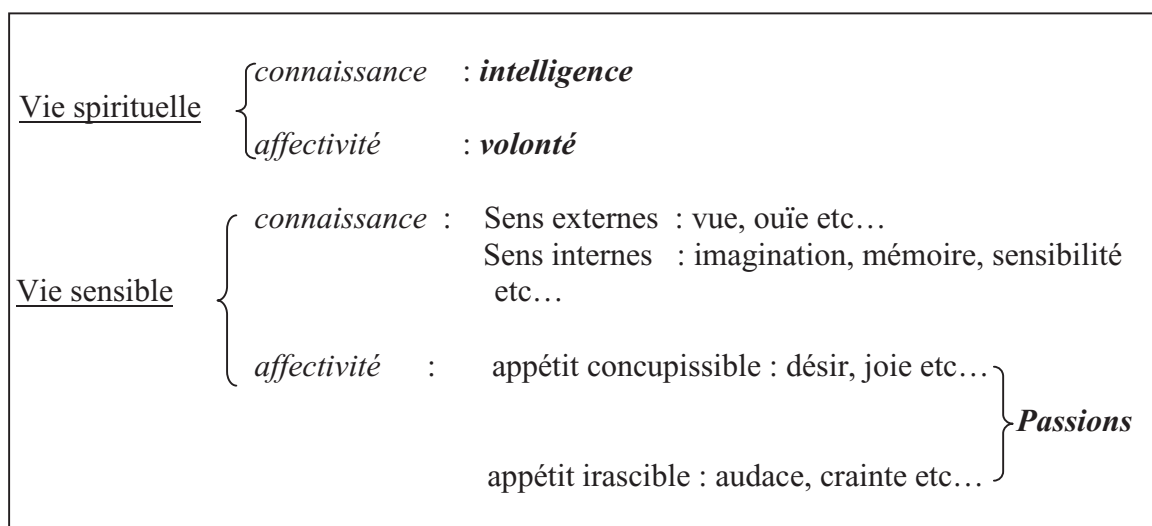 connaissance : intelligence
Vie spirituelle
affectivité : volonté
connaissance : Sens externes : vue, ouïe etc…
Sens internes : imagination, mémoire, sensibilité
etc…
Vie sensible
affectivité : appétit concupissible : désir, joie etc…
Passions
appétit irascible : audace, crainte etc…